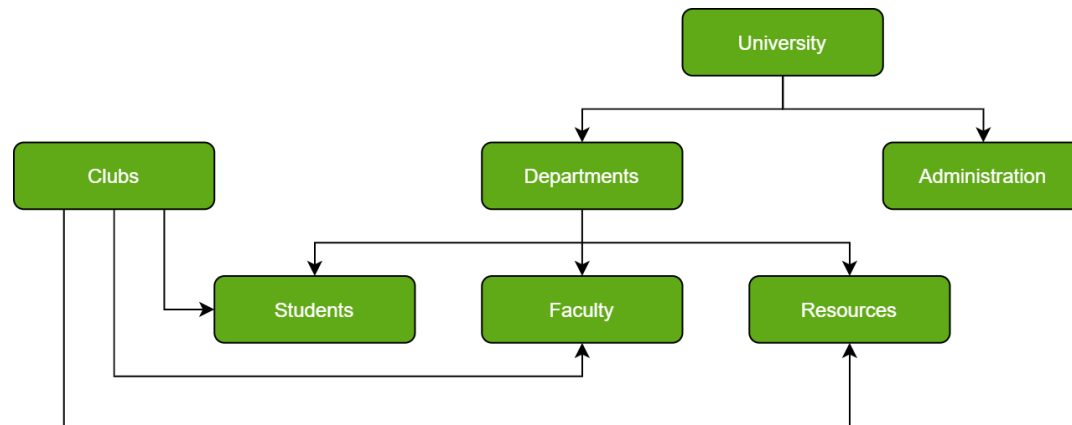 University
Clubs
Departments
Administration
Students
Faculty
Resources